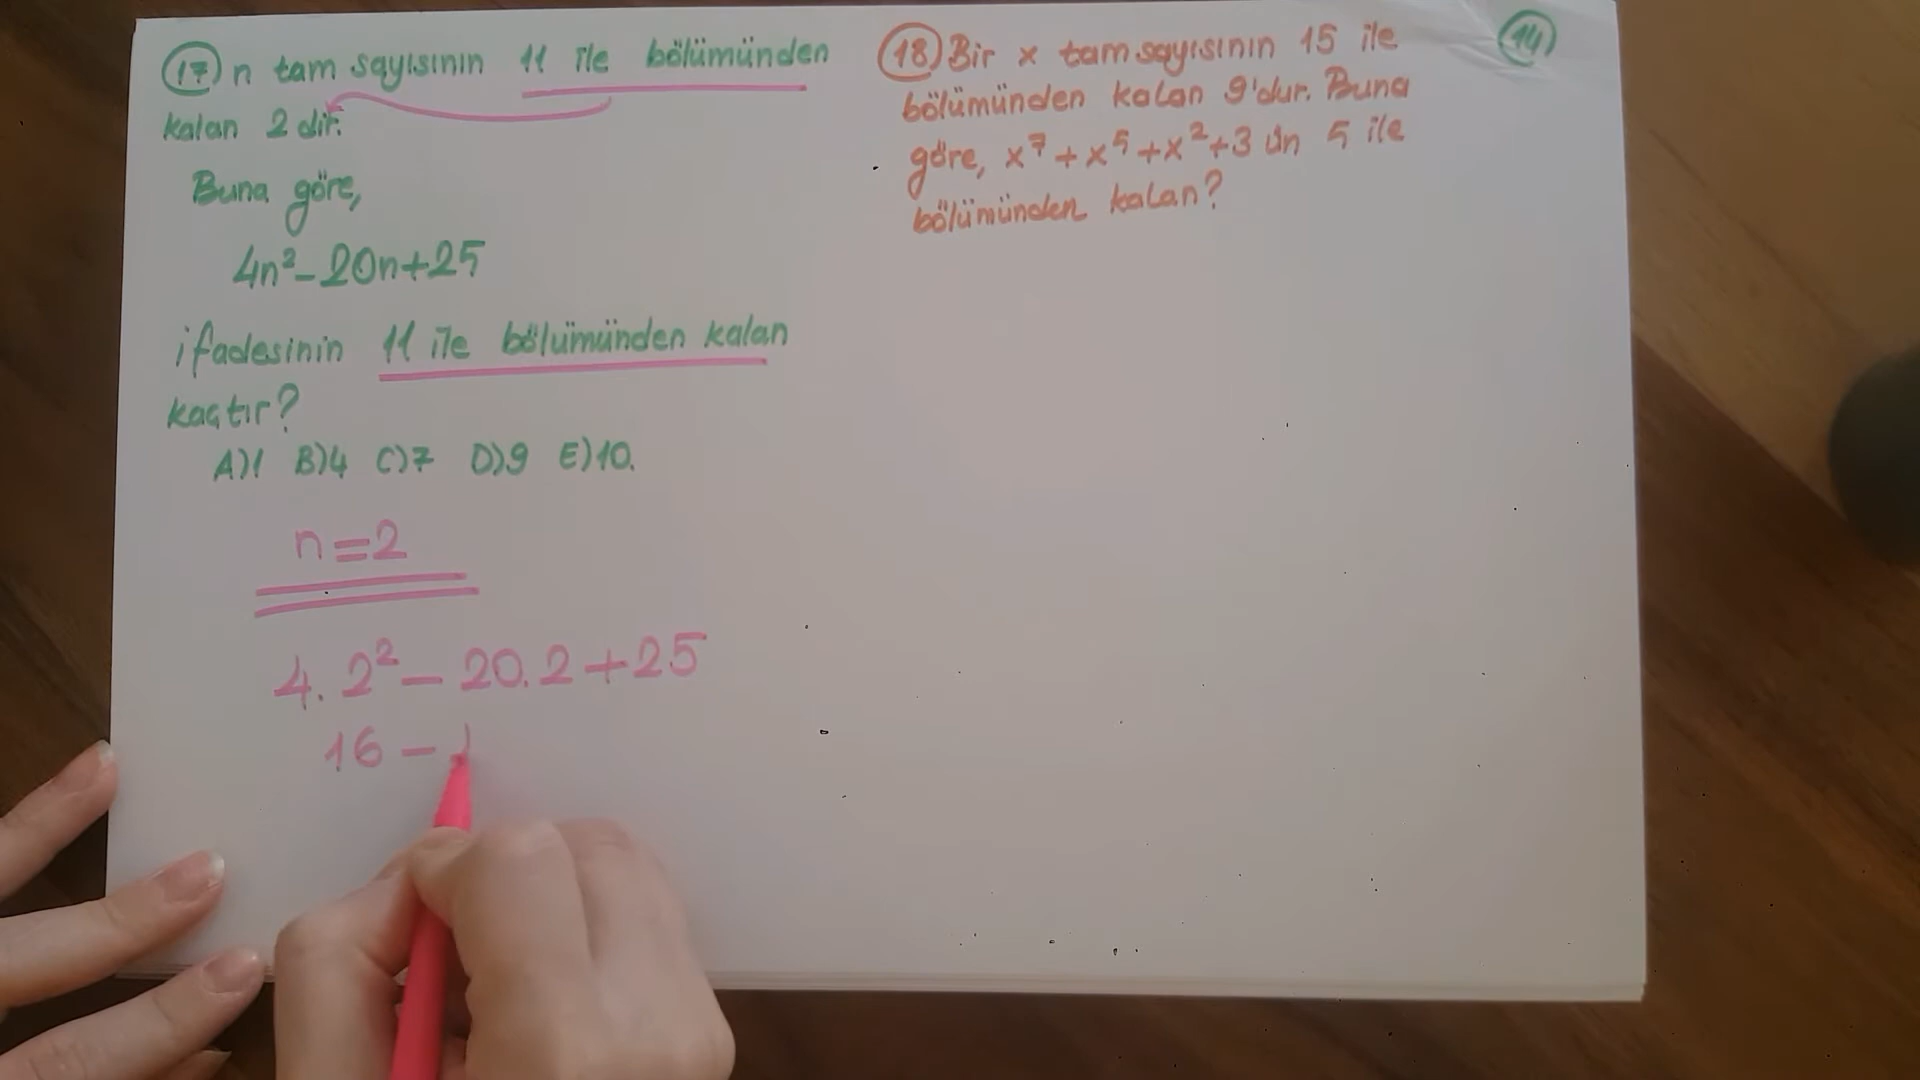 17) n tam sayısının 11 ile bölümünden
kalan 2 dir.
Buna göre,
4n²-20n+25
ifadesinin 11 ile bölümünden kalan
kaçtır?
A)1 B)4 C)7 D)9 E)10.
n=2
4.2²-20.2+25
16-
18) Bir x tamsayısının 15 ile
bölümünden kalan 9'dur. Buna
göre, x⁷+x⁵+x²+3 ün 5 ile
bölümünden kalan?
14